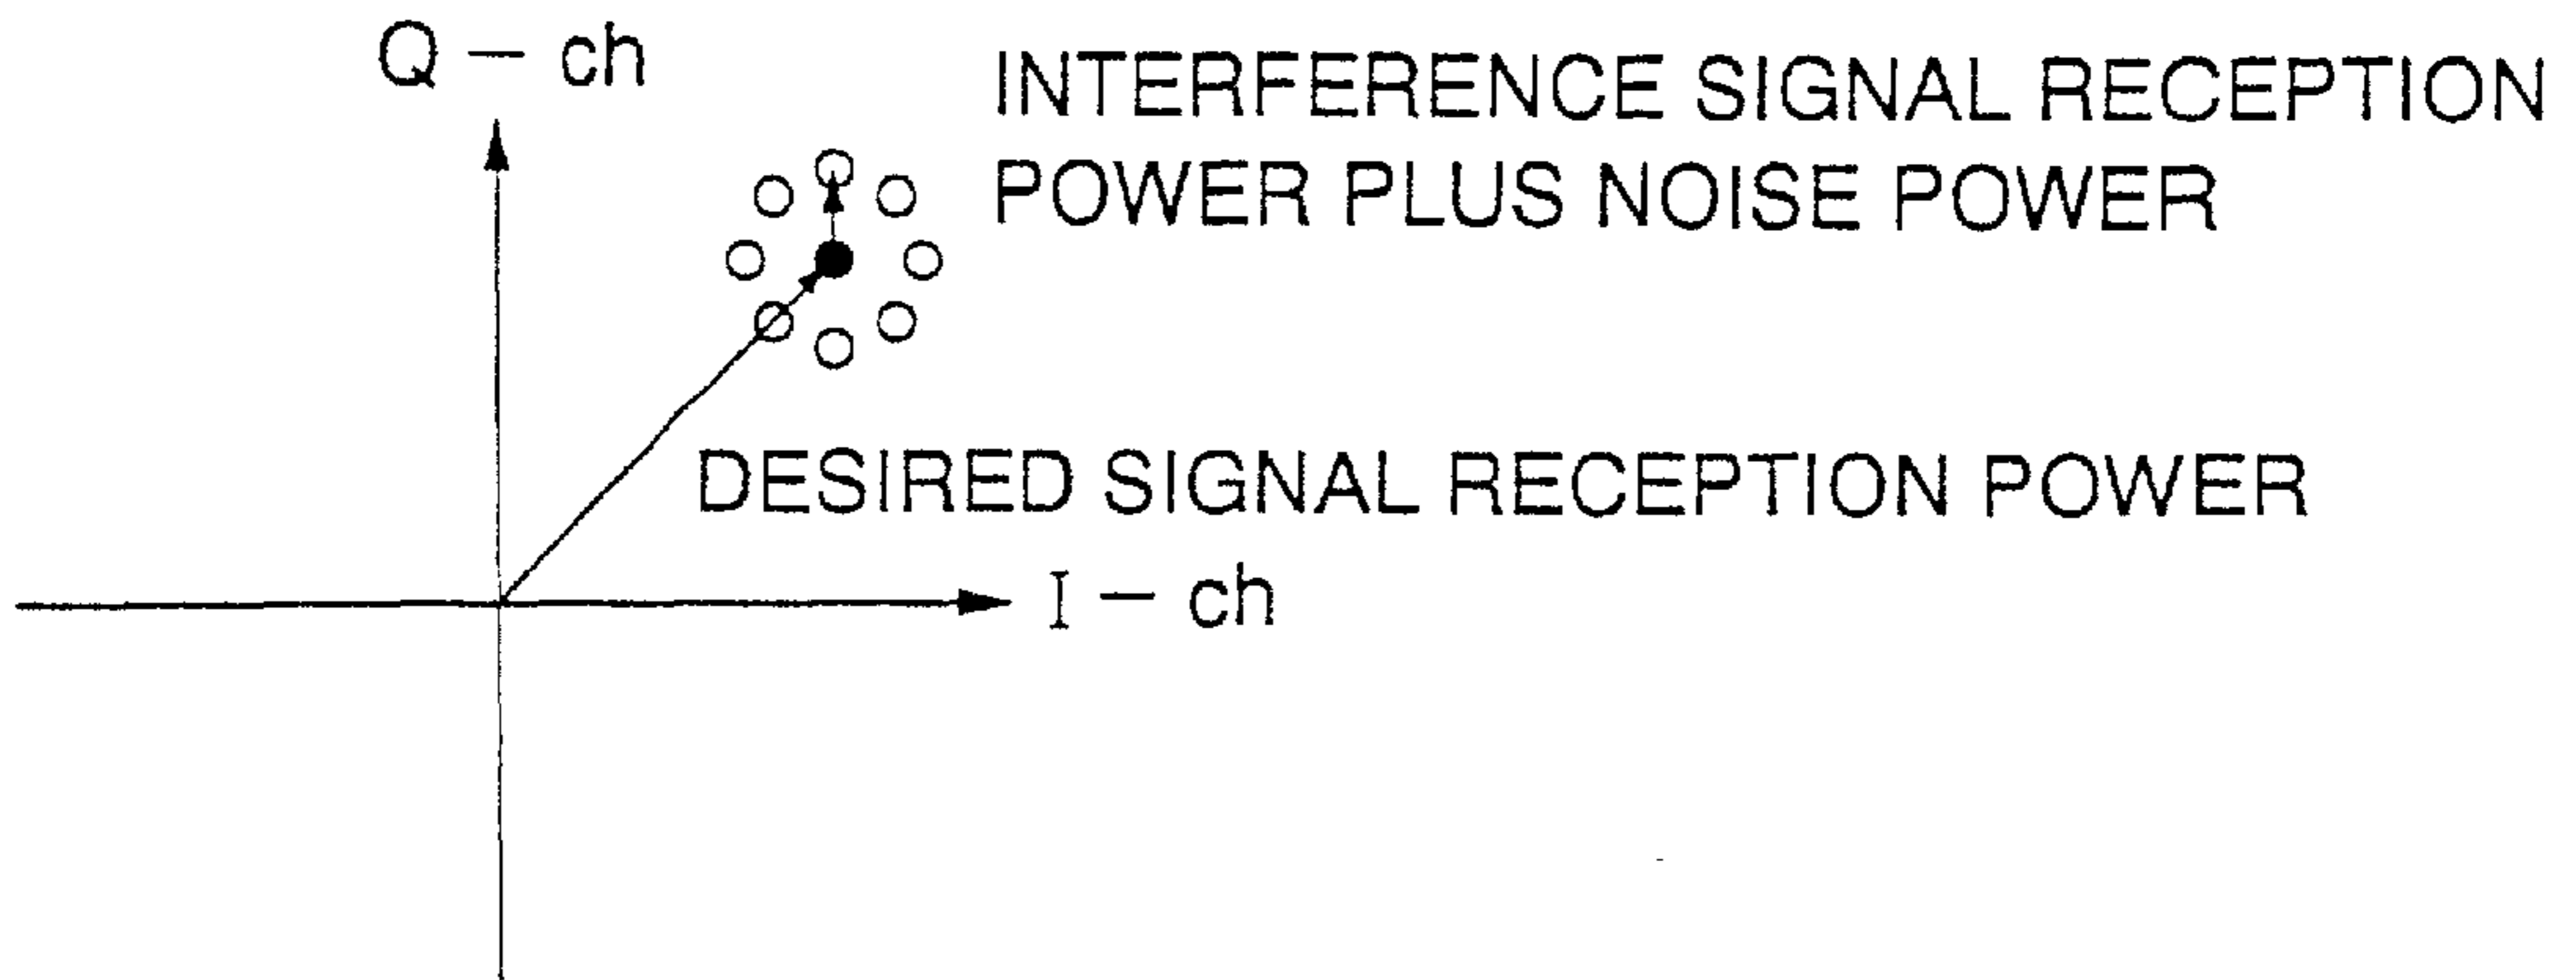 Q – ch
INTERFERENCE SIGNAL RECEPTION
POWER PLUS NOISE POWER
DESIRED SIGNAL RECEPTION POWER
I – ch